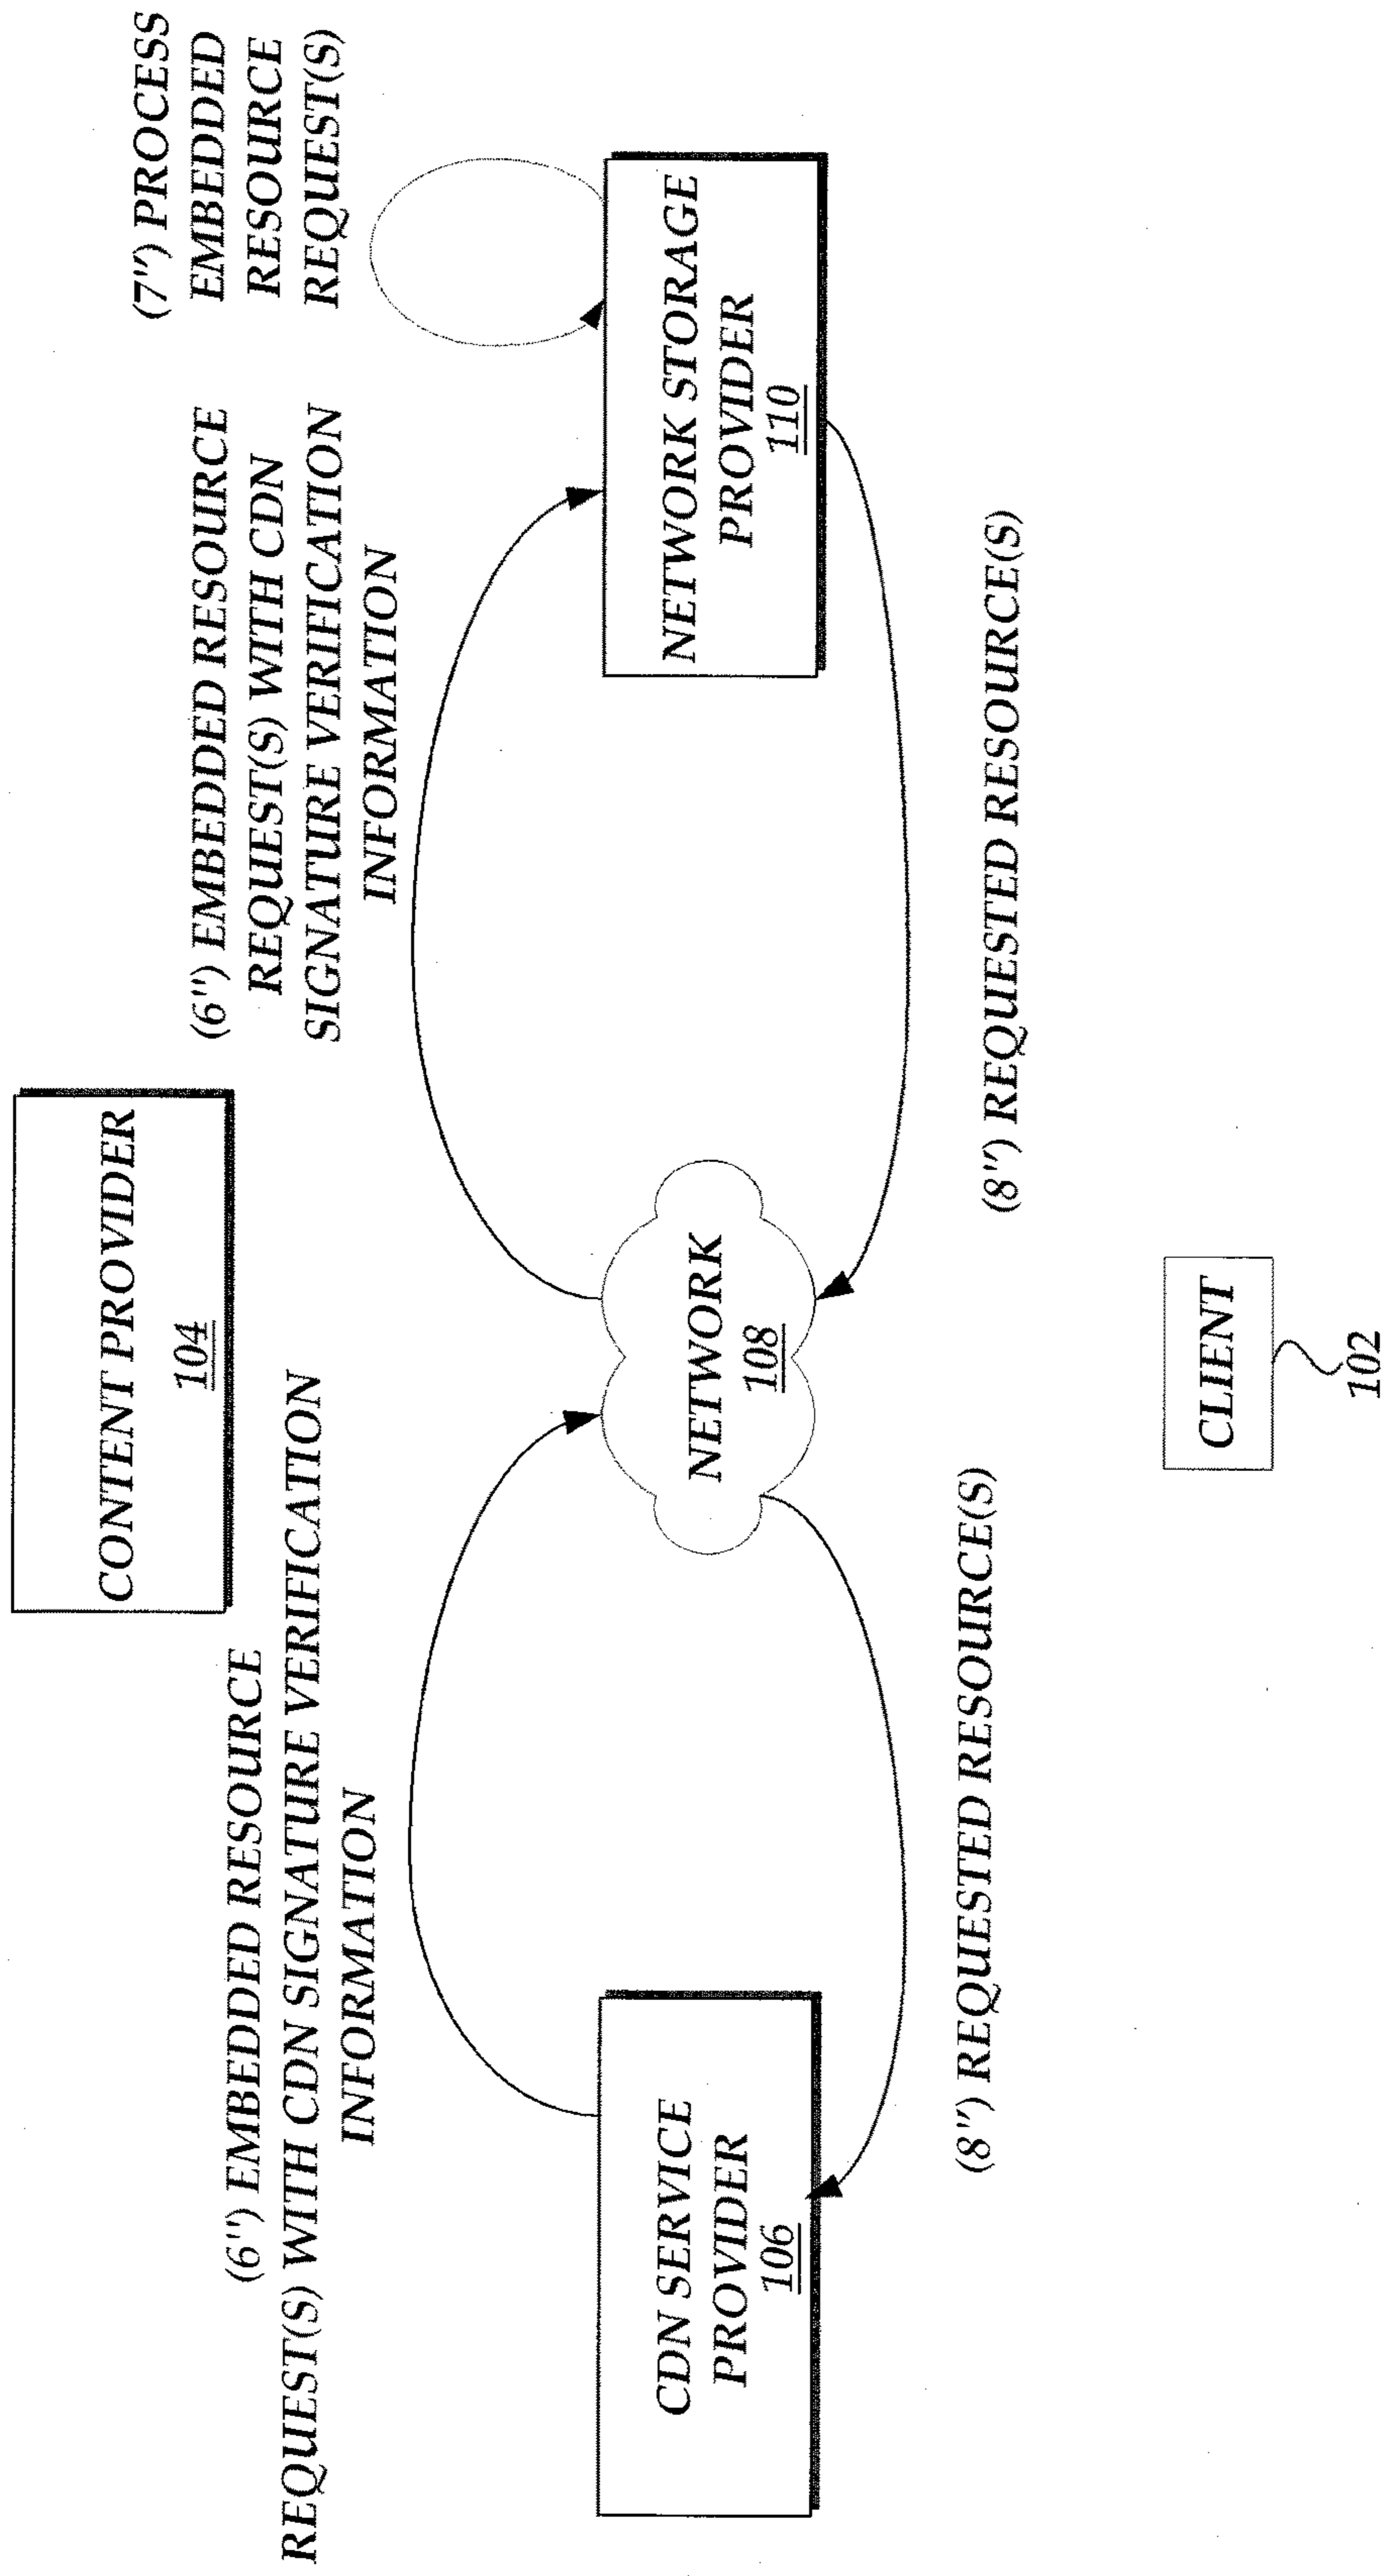 CONTENT PROVIDER
104
(6") EMBEDDED RESOURCE
REQUEST(S) WITH CDN SIGNATURE VERIFICATION
INFORMATION
(6") EMBEDDED RESOURCE
REQUEST(S) WITH CDN
SIGNATURE VERIFICATION
INFORMATION
(7") PROCESS
EMBEDDED
RESOURCE
REQUEST(S)
CDN SERVICE
PROVIDER
106
NETWORK
108
NETWORK STORAGE
PROVIDER
110
(8") REQUESTED RESOURCE(S)
(8") REQUESTED RESOURCE(S)
CLIENT
102